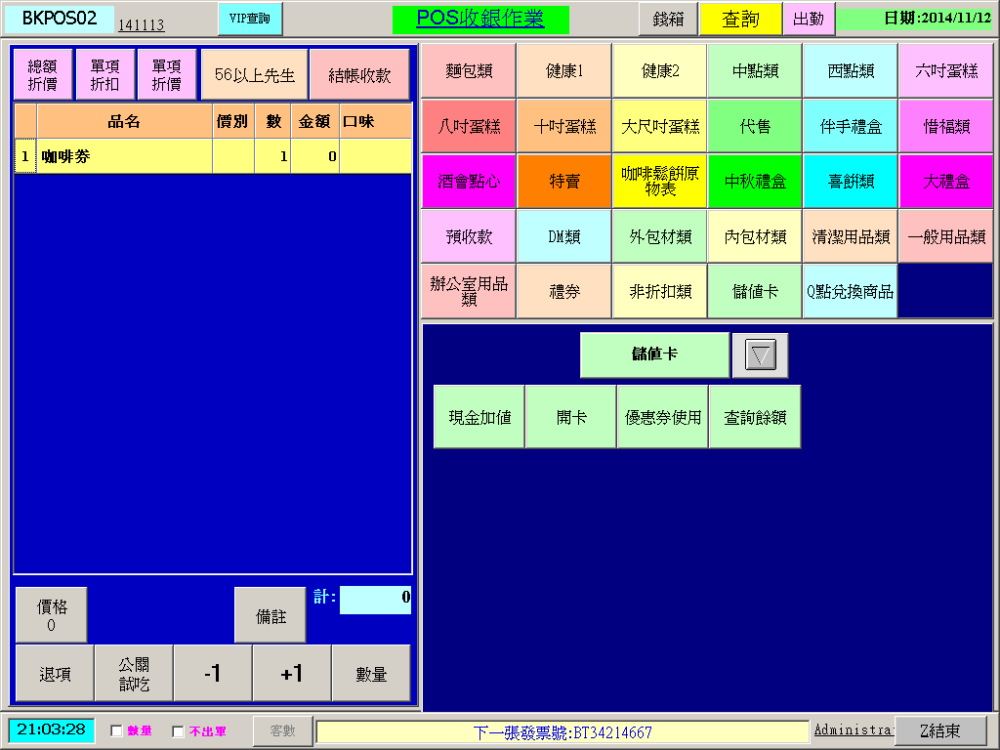 BKPOS02 141113 VIP查詢 POS收銀作業 錢箱 查詢 出勤 日期:2014/11/12
總額
折價
單項
折扣
單項
折價
56以上先生 結帳收款
品名 價別 數 金額 口味
1 咖啡券 1 0
麵包類 健康1 健康2 中點類 西點類 六吋蛋糕
八吋蛋糕 十吋蛋糕 大尺吋蛋糕 代售 伴手禮盒 惜福類
酒會點心 特賣 咖啡鬆餅原
物表 中秋禮盒 喜餅類 大禮盒
預收款 DM類 外包材類 內包材類 清潔用品類 一般用品類
辦公室用品
類 禮券 非折扣類 儲值卡 Q點兌換商品
儲值卡
現金加值 開卡 優惠券使用 查詢餘額
價格
0
備註
計: 0
退項
公關
試吃
-1 +1 數量
21:03:28 數量 不出單 客數 下一張發票號:BT34214667 Administra Z結束